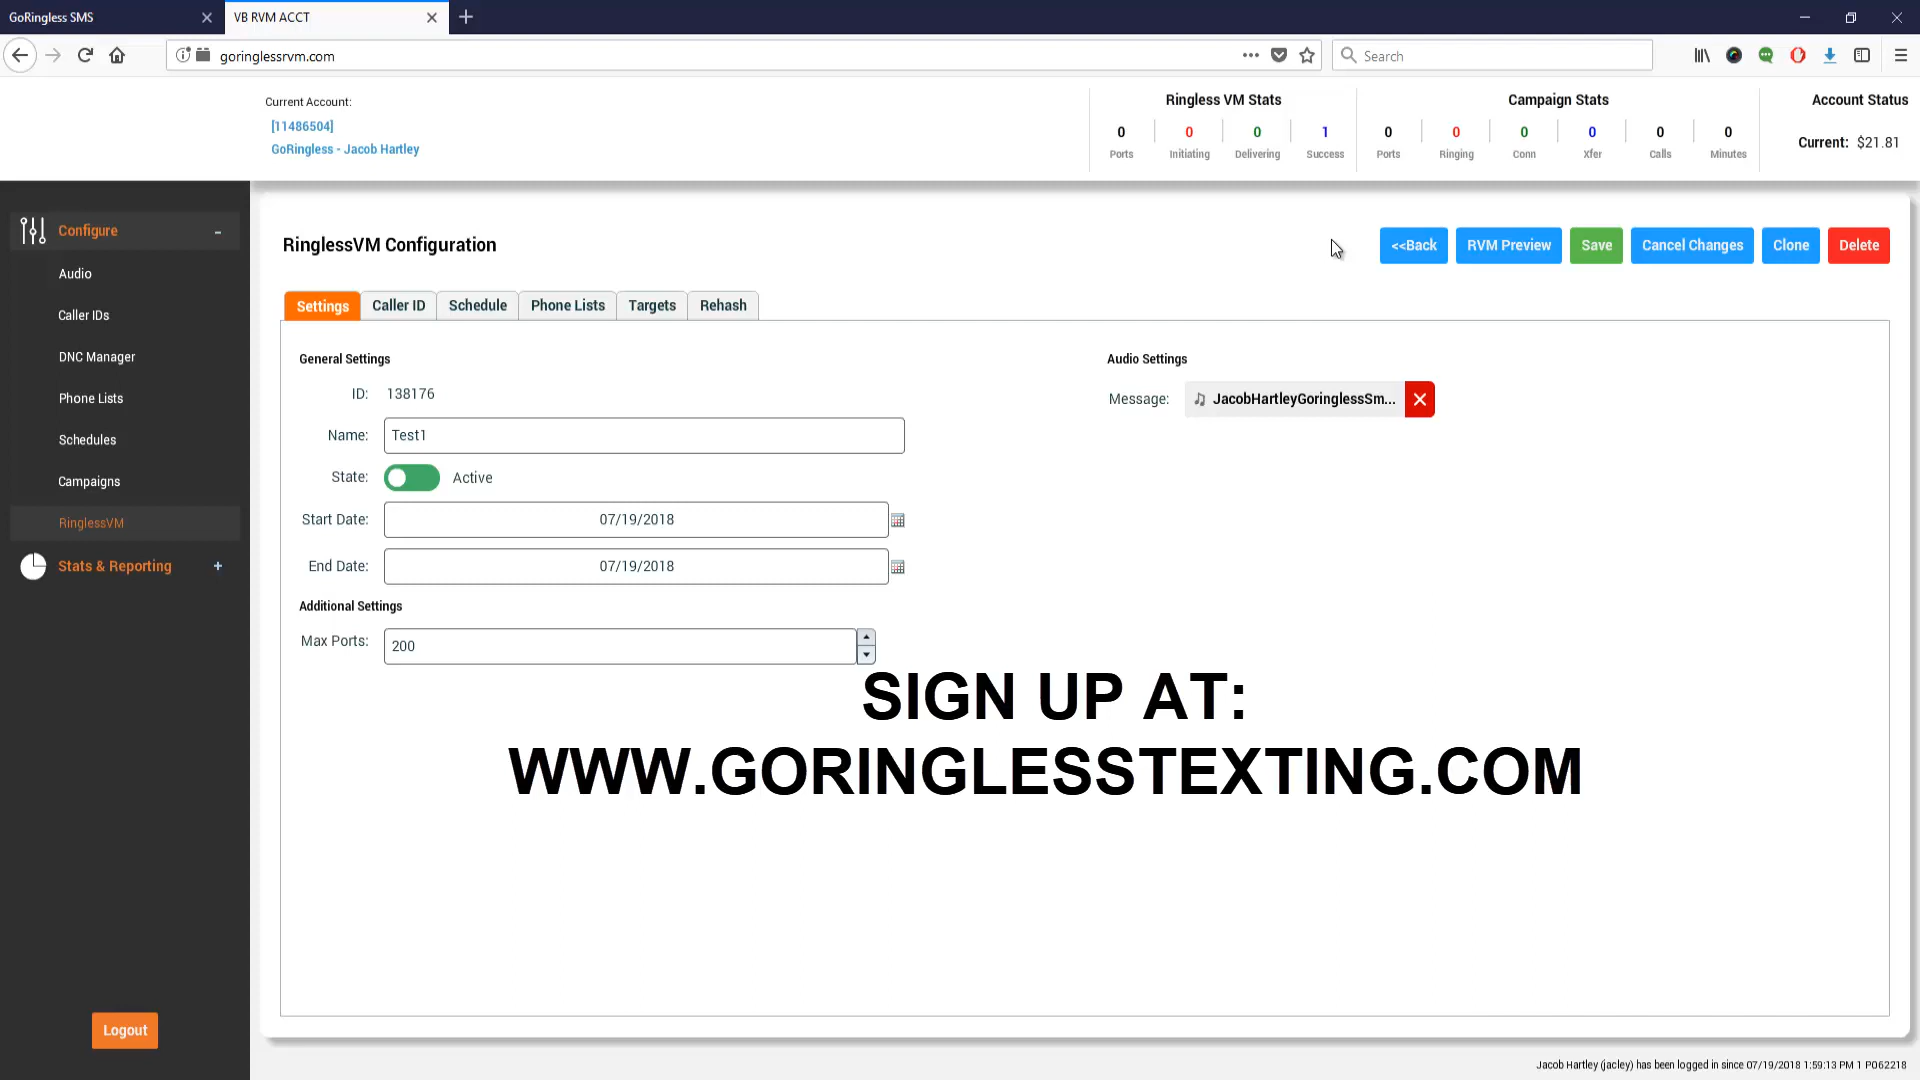 GoRingless SMS
VB RVM ACCT
goringlessrvm.com
Search
Current Account:
[11486504]
GoRingless - Jacob Hartley
Ringless VM Stats
0 0 0 1
Ports Initiating Delivering Success
Campaign Stats
0 0 0 0 0 0
Ports Ringing Conn Xfer Calls Minutes
Account Status
Current: $21.81
Configure -
Audio
Caller IDs
DNC Manager
Phone Lists
Schedules
Campaigns
RinglessVM
Stats & Reporting +
Logout
RinglessVM Configuration
<<Back RVM Preview Save Cancel Changes Clone Delete
Settings Caller ID Schedule Phone Lists Targets Rehash
General Settings
ID: 138176
Name: Test1
State: Active
Start Date: 07/19/2018
End Date: 07/19/2018
Additional Settings
Max Ports: 200
Audio Settings
Message: JacobHartleyGoringlessSm...
SIGN UP AT:
WWW.GORINGLESSTEXTING.COM
Jacob Hartley (jacley) has been logged in since 07/19/2018 1:59:13 PM 1 P062218